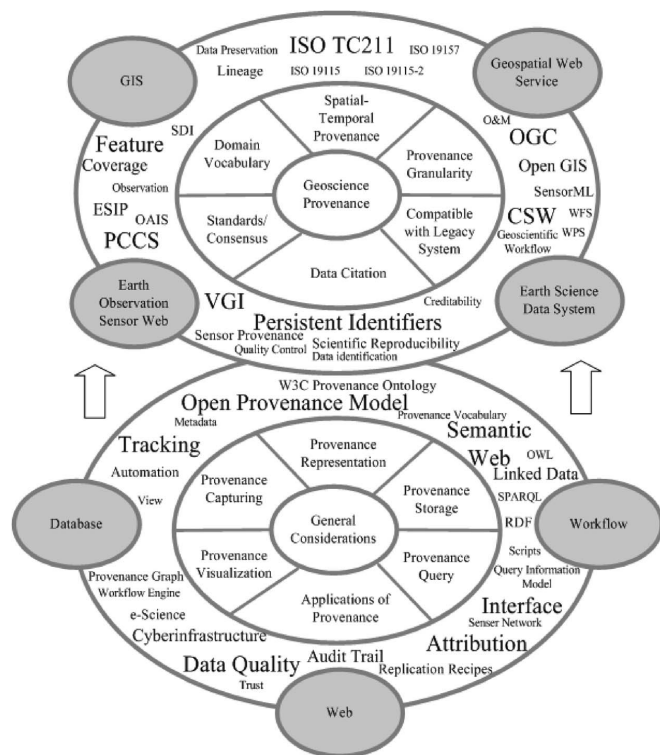 Data Preservation
ISO TC211
ISO 19157
Lineage
ISO 19115
ISO 19115-2
GIS
Geospatial Web
Service
SDI
Feature
Coverage
Observation
ESIP
OAIS
PCCS
O&M
OGC
Open GIS
SensorML
CSW
WFS
Geoscientific
Workflow
WPS
Spatial-
Temporal
Provenance
Domain
Vocabulary
Provenance
Granularity
Geoscience
Provenance
Standards/
Consensus
Compatible
with Legacy
System
Data Citation
Earth
Observation
Sensor Web
Earth Science
Data System
VGI
Creditability
Persistent Identifiers
Sensor Provenance
Scientific Reproducibility
Quality Control
Data identification
W3C Provenance Ontology
Open Provenance Model
Metadata
Provenance Vocabulary
Tracking
Semantic
Web
OWL
Automation
Linked Data
View
SPARQL
RDF
Database
Workflow
Provenance
Representation
Provenance
Capturing
Provenance
Storage
General
Considerations
Provenance
Visualization
Provenance
Query
Applications of
Provenance
Scripts
Provenance Graph
Workflow Engine
Query Information
Model
e-Science
Interface
Cyberinfrastructure
Senser Network
Attribution
Data Quality
Audit Trail
Replication Recipes
Trust
Web